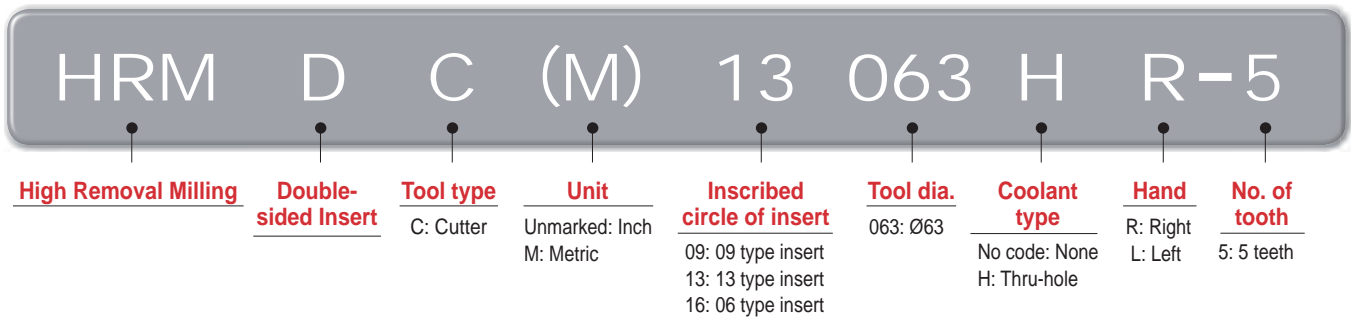 HRM D C (M) 13 063 H R-5
High Removal Milling
Double-
sided Insert
Tool type
C: Cutter
Unit
Unmarked: Inch
M: Metric
Inscribed
circle of insert
09: 09 type insert
13: 13 type insert
16: 06 type insert
Tool dia.
063: Ø63
Coolant
type
No code: None
H: Thru-hole
Hand
R: Right
L: Left
No. of
tooth
5: 5 teeth